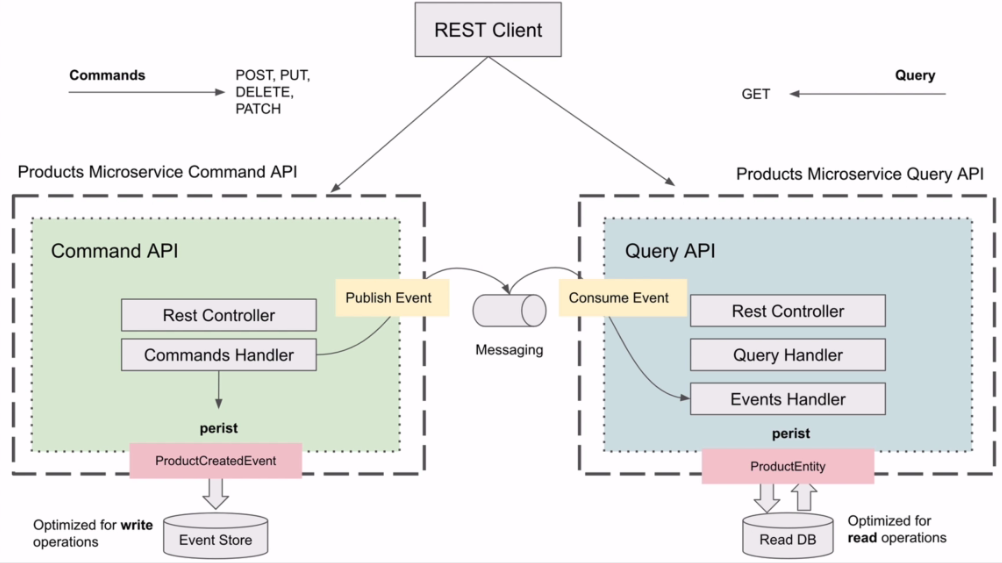 REST Client
Commands
POST, PUT,
DELETE,
PATCH
Query
GET
Products Microservice Command API
Products Microservice Query API
Command API
Rest Controller
Commands Handler
perist
ProductCreatedEvent
Publish Event
Messaging
Consume Event
Query API
Rest Controller
Query Handler
Events Handler
perist
ProductEntity
Optimized for write
operations
Event Store
Read DB
Optimized for
read operations